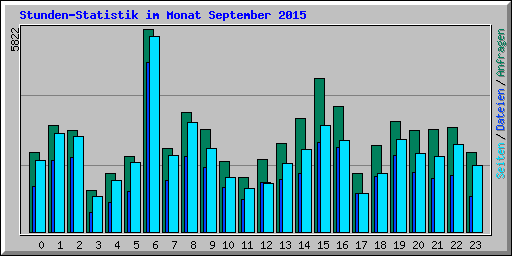 Stunden-Statistik im Monat September 2015
5822
Seiten/Dateien/Anfragen
0 1 2 3 4 5 6 7 8 9 10 11 12 13 14 15 16 17 18 19 20 21 22 23